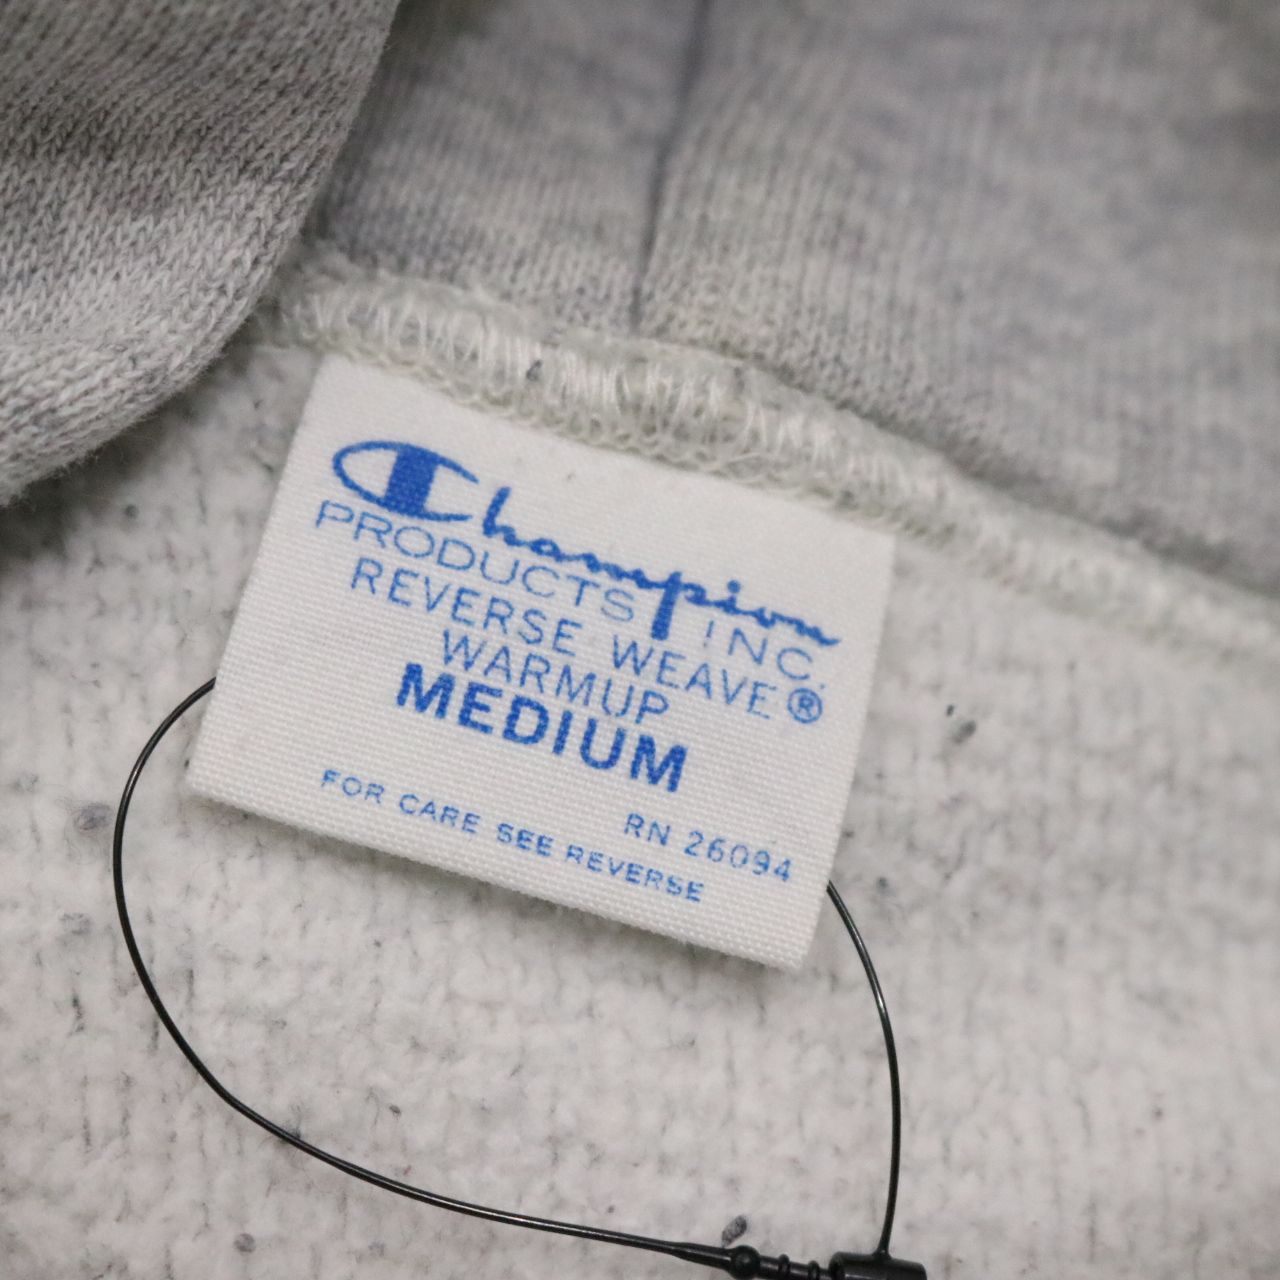 Champion
PRODUCTS INC.
REVERSE WEAVE®
WARMUP
MEDIUM
RN 26094
FOR CARE SEE REVERSE